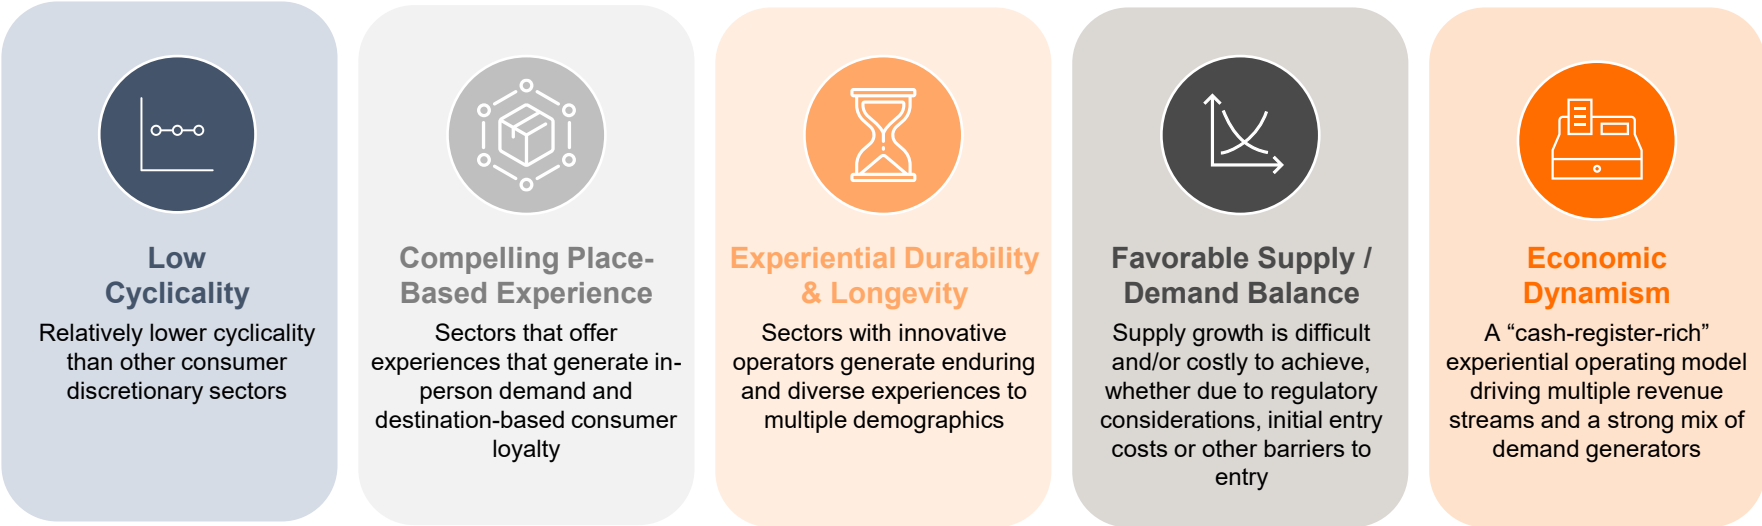 Low
Cyclicality
Relatively lower cyclicality
than other consumer
discretionary sectors
Compelling Place-
Based Experience
Sectors that offer
experiences that generate in-
person demand and
destination-based consumer
loyalty
Experiential Durability
& Longevity
Sectors with innovative
operators generate enduring
and diverse experiences to
multiple demographics
Favorable Supply /
Demand Balance
Supply growth is difficult
and/or costly to achieve,
whether due to regulatory
considerations, initial entry
costs or other barriers to
entry
Economic
Dynamism
A “cash-register-rich”
experiential operating model
driving multiple revenue
streams and a strong mix of
demand generators